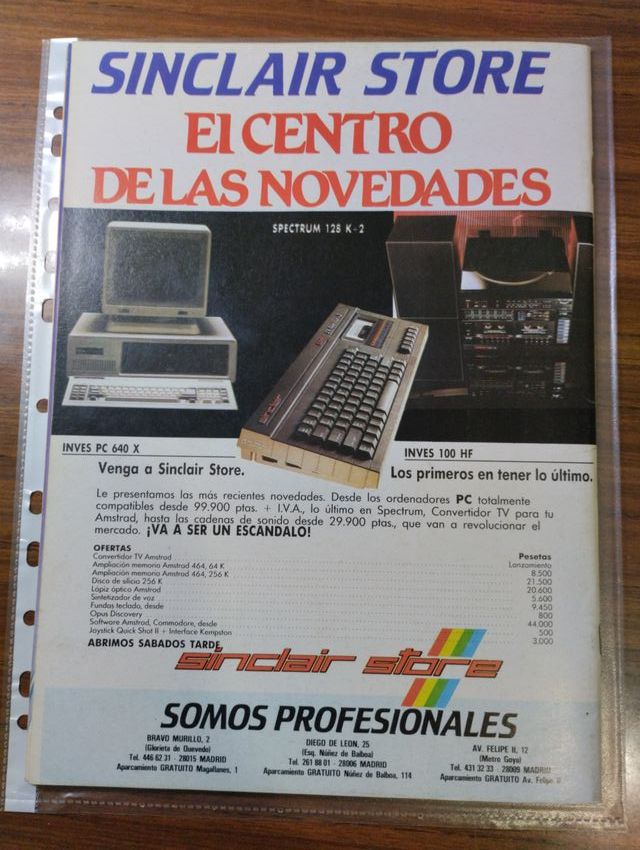 SINCLAIR STORE
El CENTRO
DE LAS NOVEDADES
SPECTRUM 128 K-2
sinclair
INVES PC 640 X
INVES 100 HF
Venga a Sinclair Store.
Los primeros en tener lo último.
Le presentamos las más recientes novedades. Desde los ordenadores PC totalmente
compatibles desde 99.900 ptas. + I.V.A., lo último en Spectrum, Convertidor TV para tu
Amstrad, hasta las cadenas de sonido desde 29.900 ptas., que van a revolucionar el
mercado. ¡VA A SER UN ESCANDALO!
OFERTAS Pesetas
Convertidor TV Amstrad Lanzamiento
Ampliación memoria Amstrad 464, 64 K 8.500
Ampliación memoria Amstrad 464, 256 K 21.500
Disco de silicio 256 K 20.600
Lápiz óptico Amstrad 5.600
Sintetizador de voz 9.450
Fundas teclado, desde 800
Opus Discovery 44.000
Software Amstrad, Commodore, desde 500
Joystick Quick Shot II + Interface Kempston 3.000
ABRIMOS SABADOS TARDE
sinclair store
SOMOS PROFESIONALES
BRAVO MURILLO, 2
(Glorieta de Quevedo)
Tel. 446 62 31 - 28015 MADRID
Aparcamiento GRATUITO Magallanes, 1
DIEGO DE LEON, 25
(Esq. Núñez de Balboa)
Tel. 261 88 01 - 28006 MADRID
Aparcamiento GRATUITO Núñez de Balboa, 114
AV. FELIPE II, 12
(Metro Goya)
Tel. 431 32 33 - 28009 MADRID
Aparcamiento GRATUITO Av. Felipe II